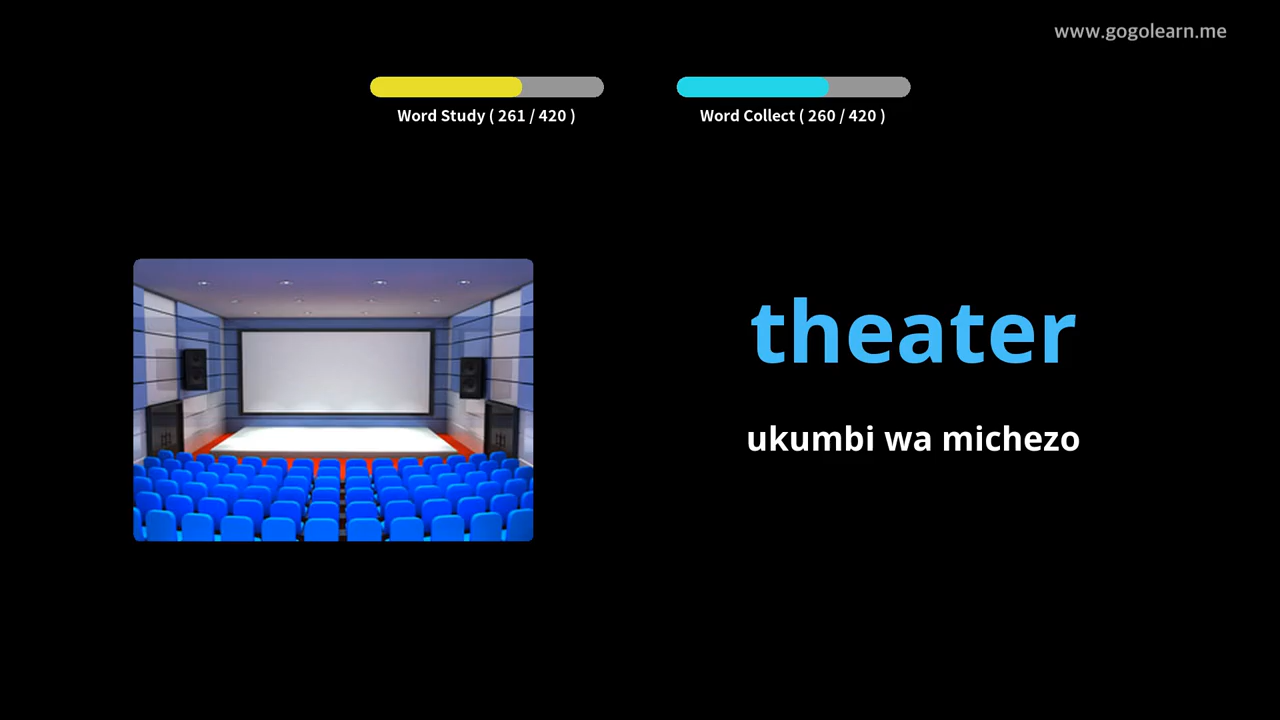 www.gogolearn.me
Word Study ( 261 / 420 )
Word Collect ( 260 / 420 )
theater
ukumbi wa michezo